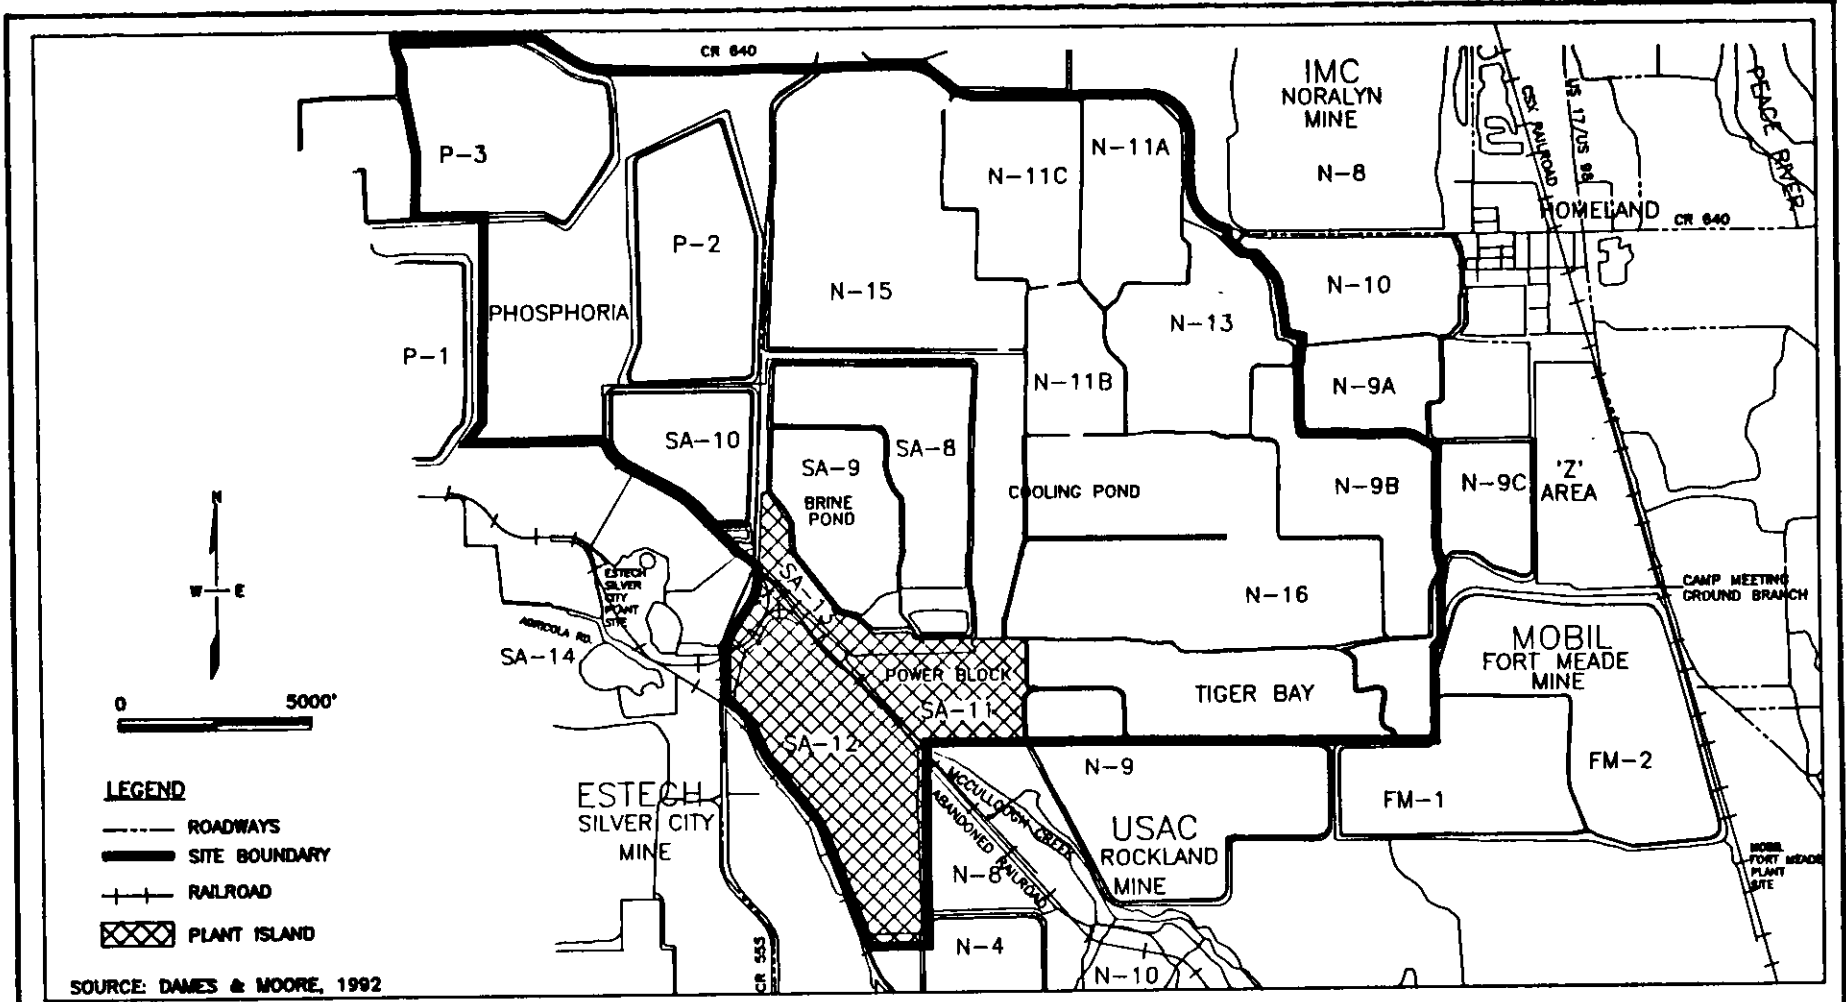 CR 640
IMC
NORALYN
MINE
N-8
PEACE RIVER
CSX RAILROAD
US 17/US 98
P-3
N-11C
N-11A
HOMELAND
CR 640
P-2
N-15
N-10
PHOSPHORIA
N-13
P-1
N-11B
N-9A
SA-10
SA-9
SA-8
BRINE
POND
COOLING POND
N-9B
N-9C
'Z'
AREA
N
W E
ESTECH
SILVER
CITY
PLANT
SITE
N-16
CAMP MEETING
GROUND BRANCH
AGRICOLA RD.
SA-14
MOBIL
FORT MEADE
MINE
POWER BLOCK
SA-11
TIGER BAY
0 5000'
SA-12
N-9
FM-2
FM-1
MCCULLOUGH CREEK
ABANDONED RAILROAD
ESTECH
SILVER CITY
MINE
USAC
ROCKLAND
MINE
N-8
MOBIL
FORT MEADE
PLANT
SITE
N-4
N-10
CR 555
LEGEND
ROADWAYS
SITE BOUNDARY
RAILROAD
PLANT ISLAND
SOURCE: DAMES & MOORE, 1992